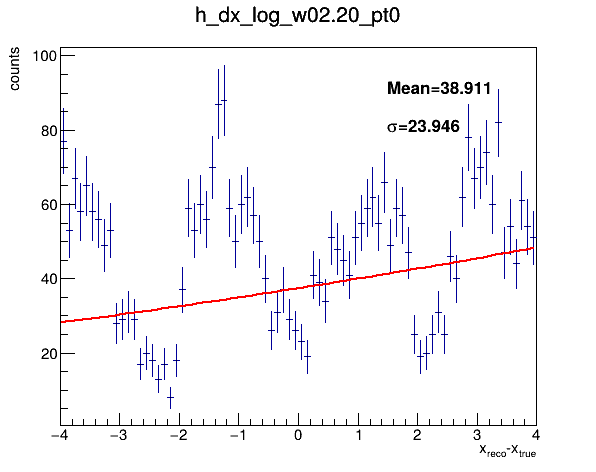 h_dx_log_w02.20_pt0
counts
100
80
60
40
20
Mean=38.911
σ=23.946
−4 −3 −2 −1 0 1 2 3 4
x_reco-x_true